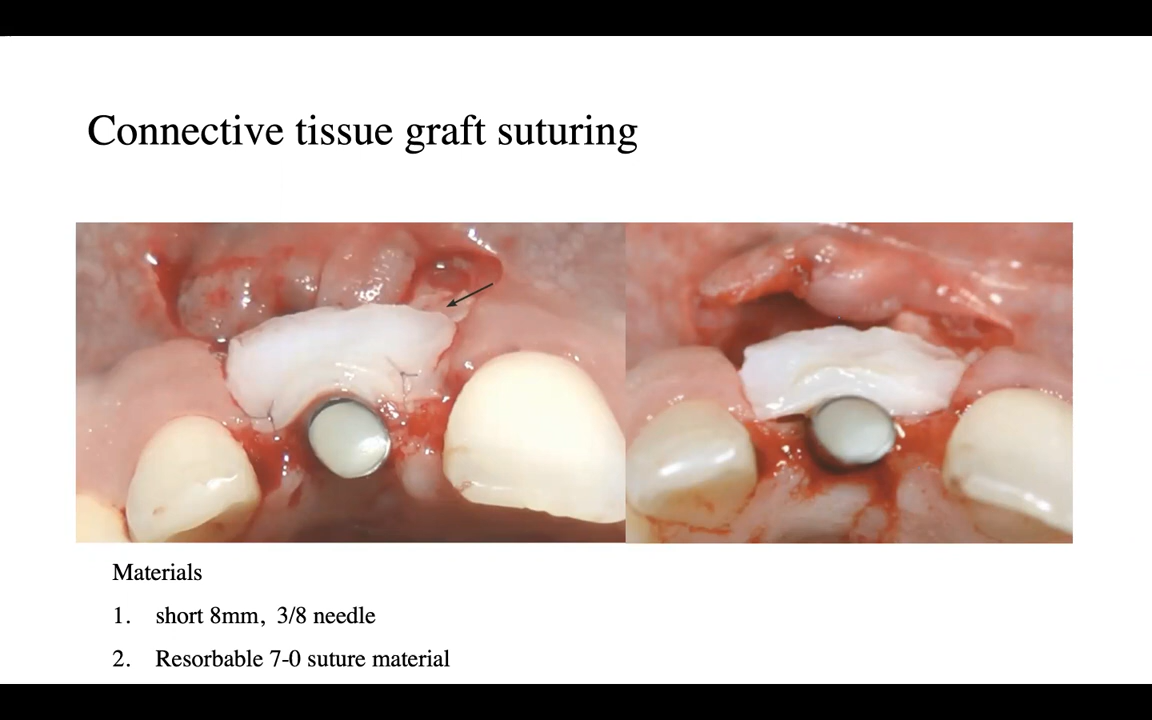 Connective tissue graft suturing
Materials
1. short 8mm, 3/8 needle
2. Resorbable 7-0 suture material